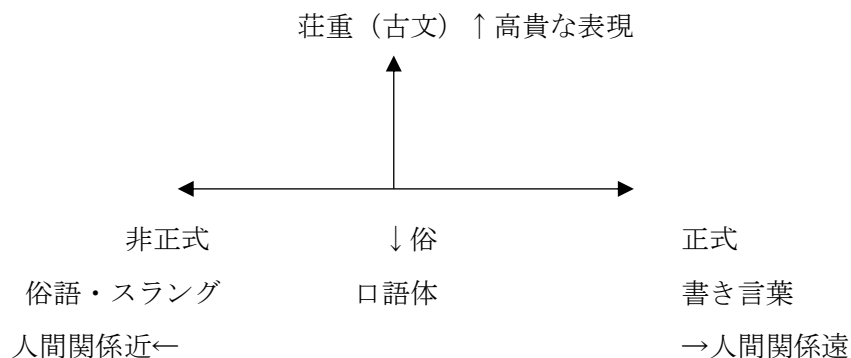 荘重（古文）↑高貴な表現
非正式 ↓俗 正式
俗語・スラング 口語体 書き言葉
人間関係近← →人間関係遠